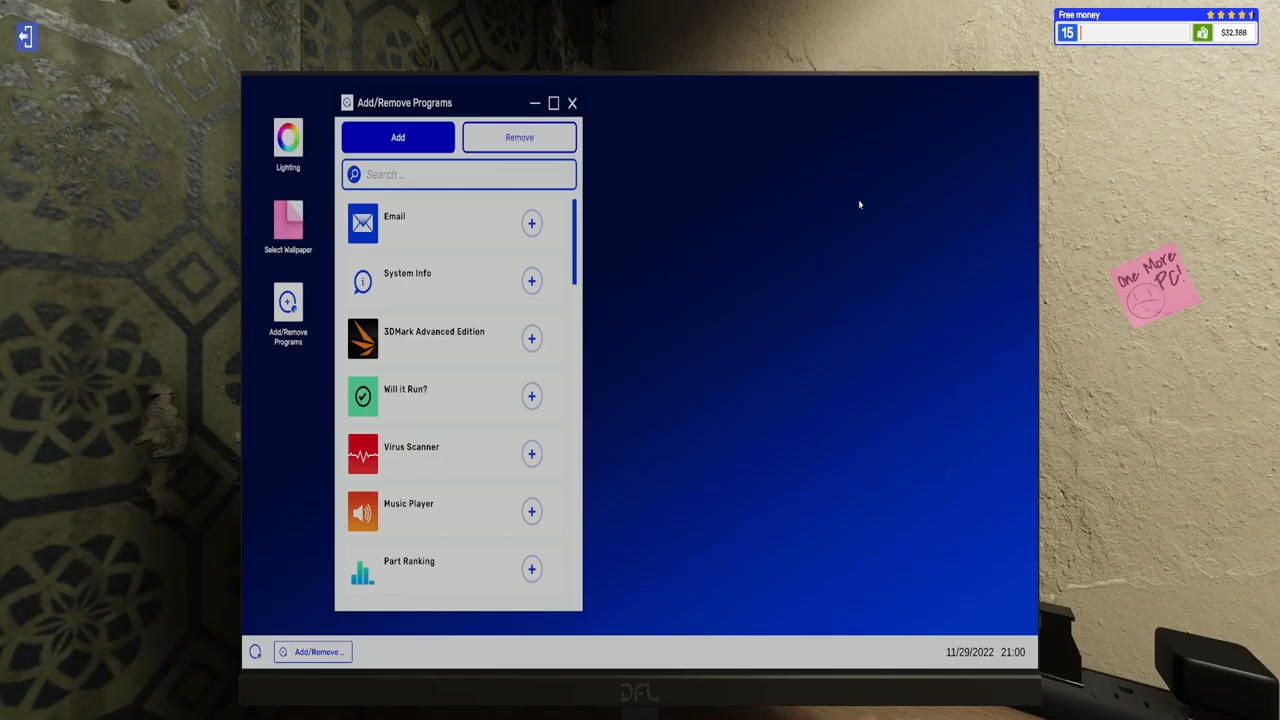 Free money
15
$32,388
Add/Remove Programs
Add
Remove
Search...
Lighting
Select Wallpaper
Add/Remove
Programs
Email
System Info
3DMark Advanced Edition
Will it Run?
Virus Scanner
Music Player
Part Ranking
One More
PC!
Add/Remove ..
11/29/2022 21:00
DFL